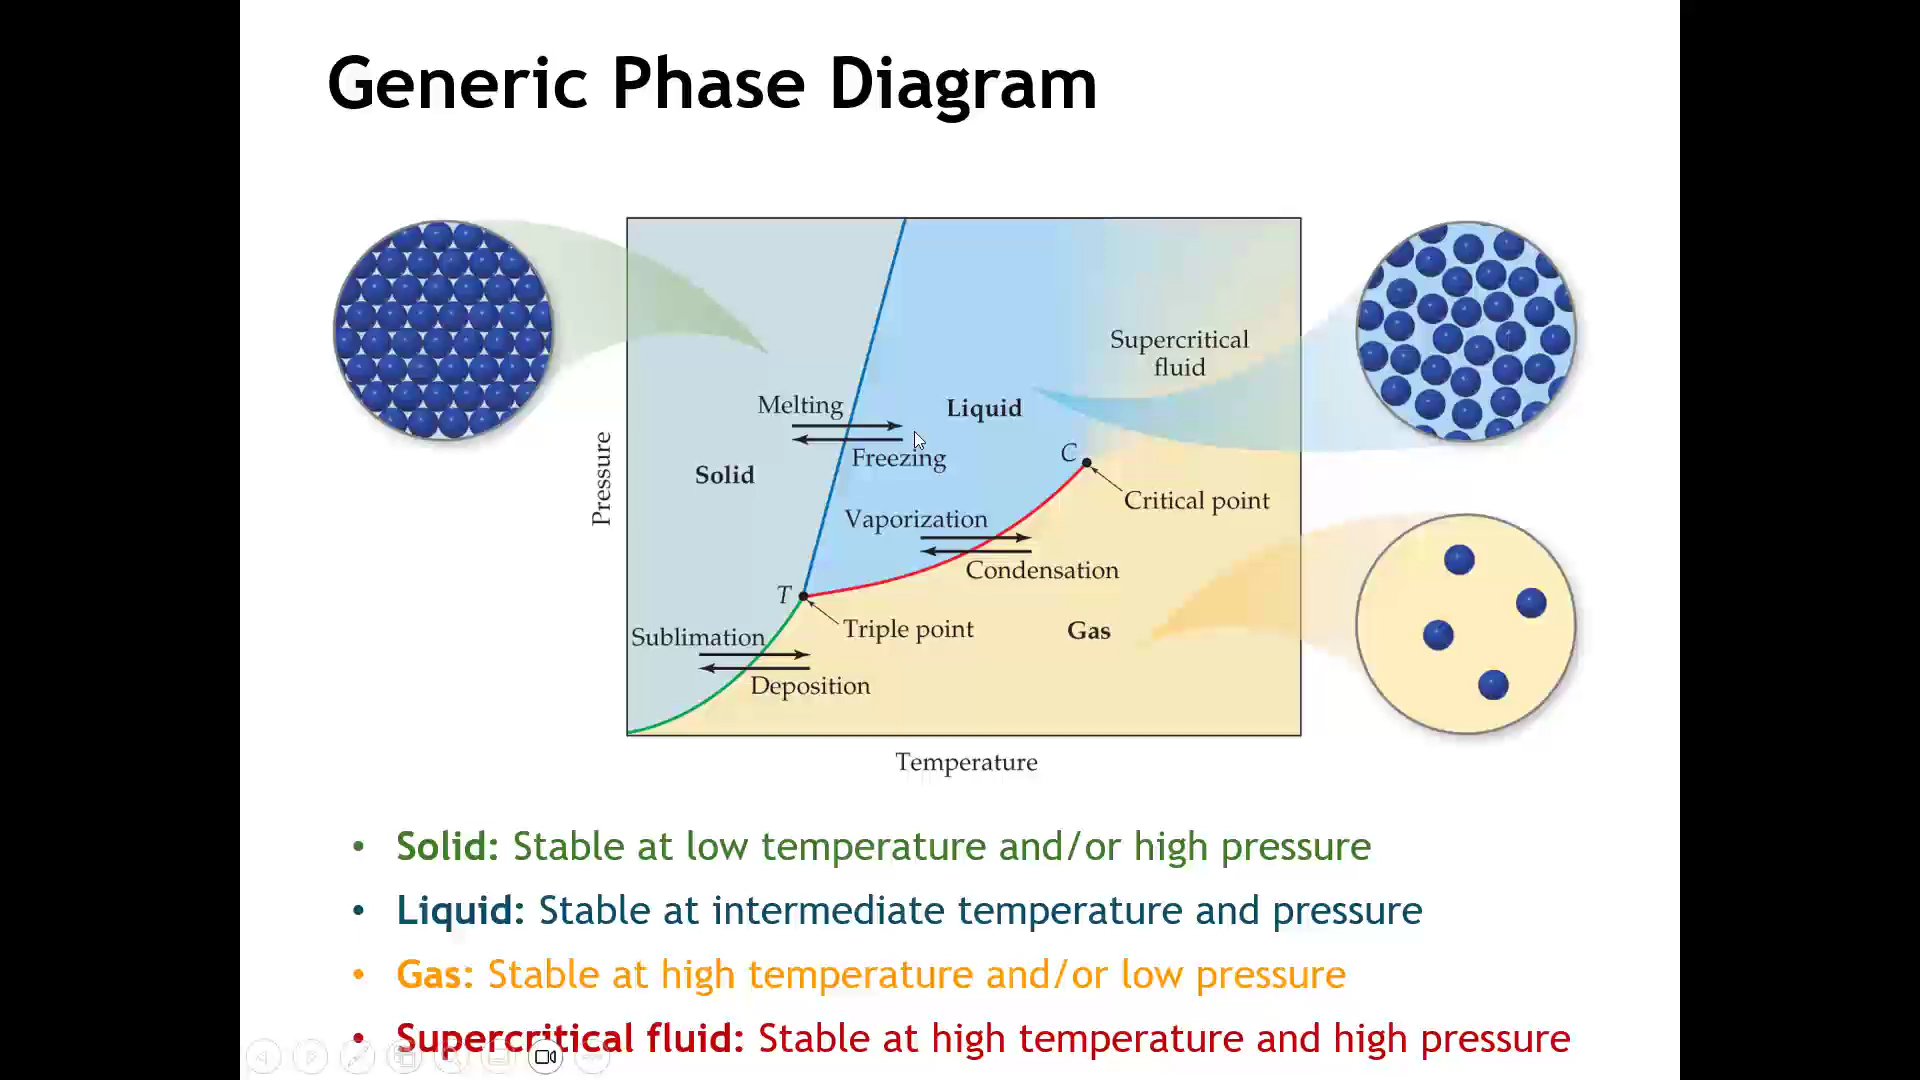 Generic Phase Diagram
Supercritical
fluid
Melting
Liquid
Freezing
C
Solid
Critical point
Pressure
Vaporization
Condensation
T
Triple point
Gas
Sublimation
Deposition
Temperature
• Solid: Stable at low temperature and/or high pressure
• Liquid: Stable at intermediate temperature and pressure
• Gas: Stable at high temperature and/or low pressure
• Supercritical fluid: Stable at high temperature and high pressure